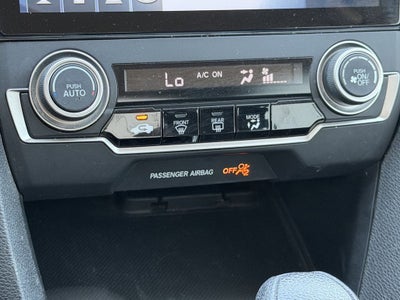 Lo A/C ON
PUSH
AUTO
PUSH
ON/
OFF
FRONT
REAR
MODE
PASSENGER AIRBAG OFF